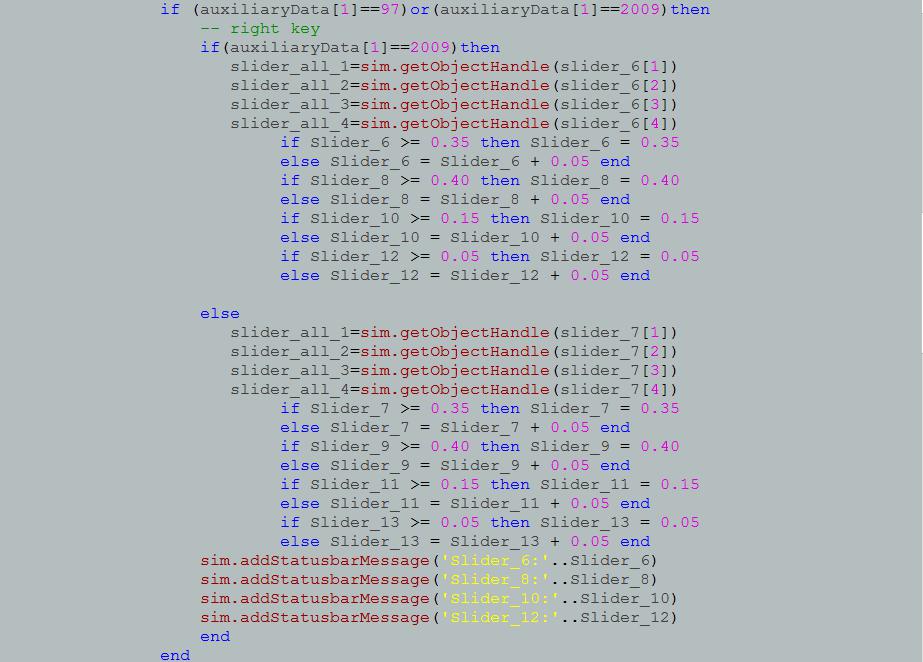 if (auxiliaryData[1]==97)or(auxiliaryData[1]==2009)then
-- right key
if(auxiliaryData[1]==2009)then
slider_all_1=sim.getObjectHandle(slider_6[1])
slider_all_2=sim.getObjectHandle(slider_6[2])
slider_all_3=sim.getObjectHandle(slider_6[3])
slider_all_4=sim.getObjectHandle(slider_6[4])
if Slider_6 >= 0.35 then Slider_6 = 0.35
else Slider_6 = Slider_6 + 0.05 end
if Slider_8 >= 0.40 then Slider_8 = 0.40
else Slider_8 = Slider_8 + 0.05 end
if Slider_10 >= 0.15 then Slider_10 = 0.15
else Slider_10 = Slider_10 + 0.05 end
if Slider_12 >= 0.05 then Slider_12 = 0.05
else Slider_12 = Slider_12 + 0.05 end
else
slider_all_1=sim.getObjectHandle(slider_7[1])
slider_all_2=sim.getObjectHandle(slider_7[2])
slider_all_3=sim.getObjectHandle(slider_7[3])
slider_all_4=sim.getObjectHandle(slider_7[4])
if Slider_7 >= 0.35 then Slider_7 = 0.35
else Slider_7 = Slider_7 + 0.05 end
if Slider_9 >= 0.40 then Slider_9 = 0.40
else Slider_9 = Slider_9 + 0.05 end
if Slider_11 >= 0.15 then Slider_11 = 0.15
else Slider_11 = Slider_11 + 0.05 end
if Slider_13 >= 0.05 then Slider_13 = 0.05
else Slider_13 = Slider_13 + 0.05 end
sim.addStatusbarMessage('Slider_6:'..Slider_6)
sim.addStatusbarMessage('Slider_8:'..Slider_8)
sim.addStatusbarMessage('Slider_10:'..Slider_10)
sim.addStatusbarMessage('Slider_12:'..Slider_12)
end
end